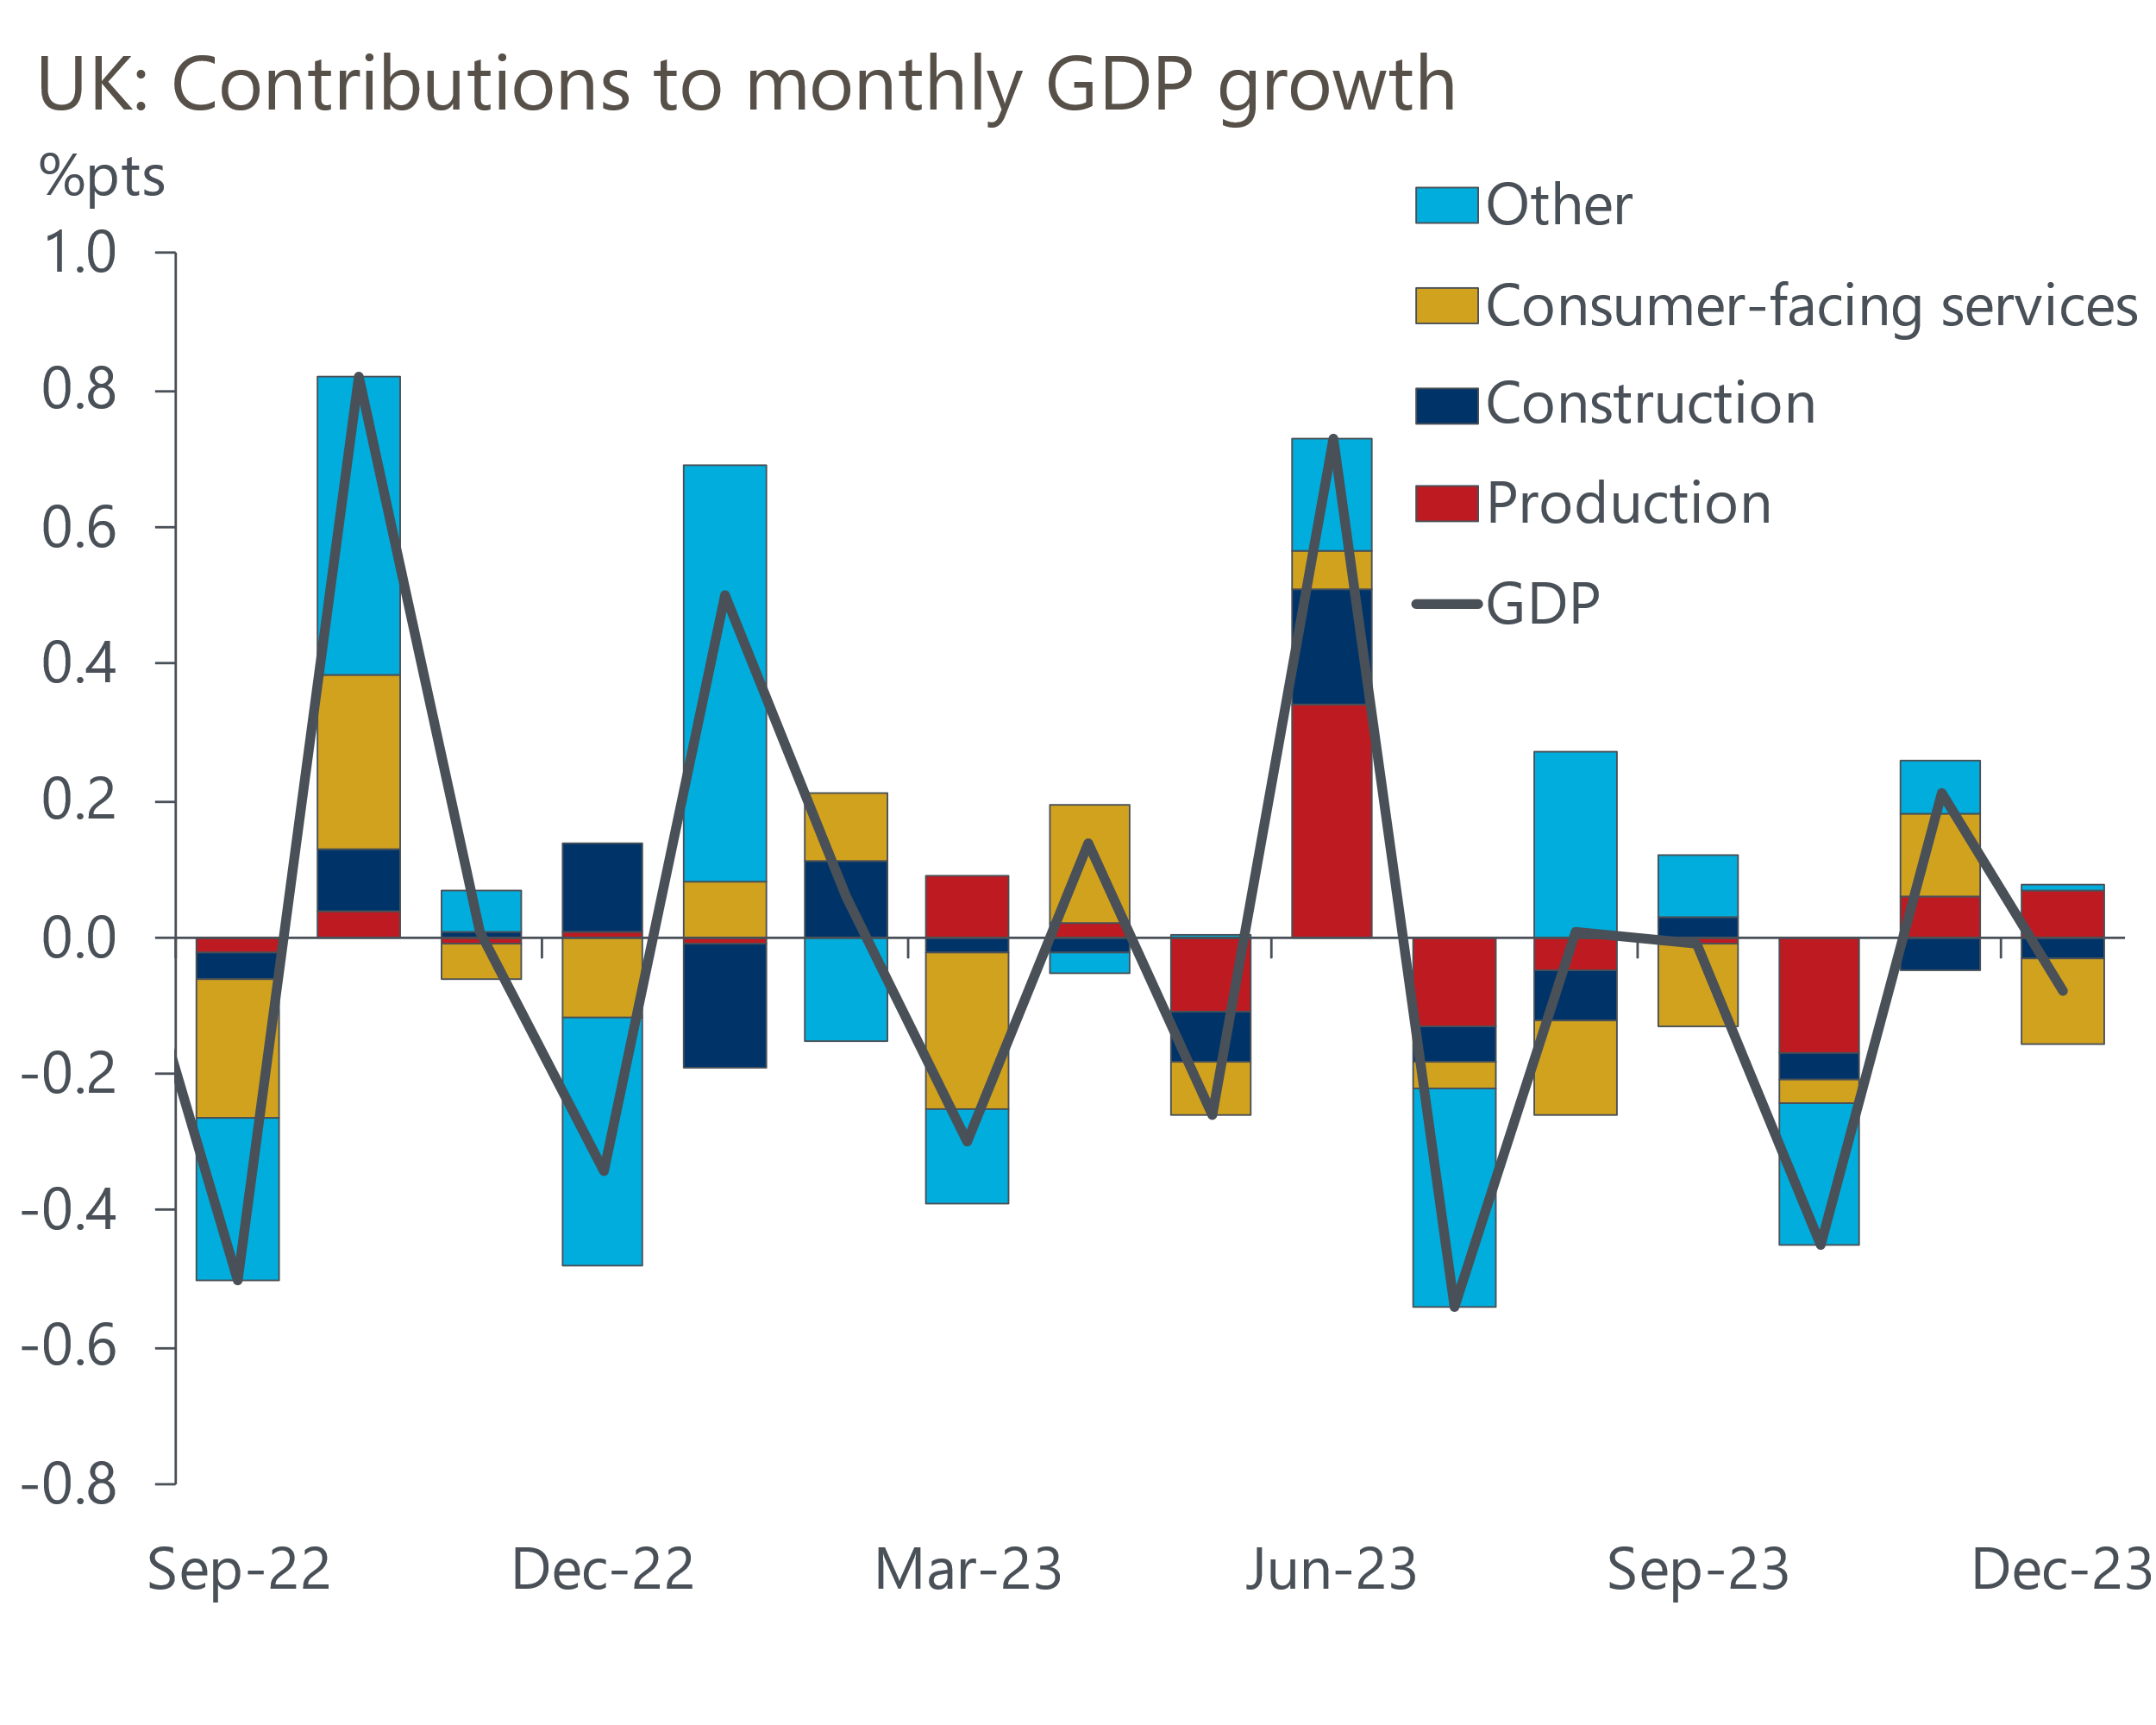 UK: Contributions to monthly GDP growth
%pts
Other
Consumer-facing services
Construction
Production
GDP
1.0
0.8
0.6
0.4
0.2
0.0
-0.2
-0.4
-0.6
-0.8
Sep-22 Dec-22 Mar-23 Jun-23 Sep-23 Dec-23